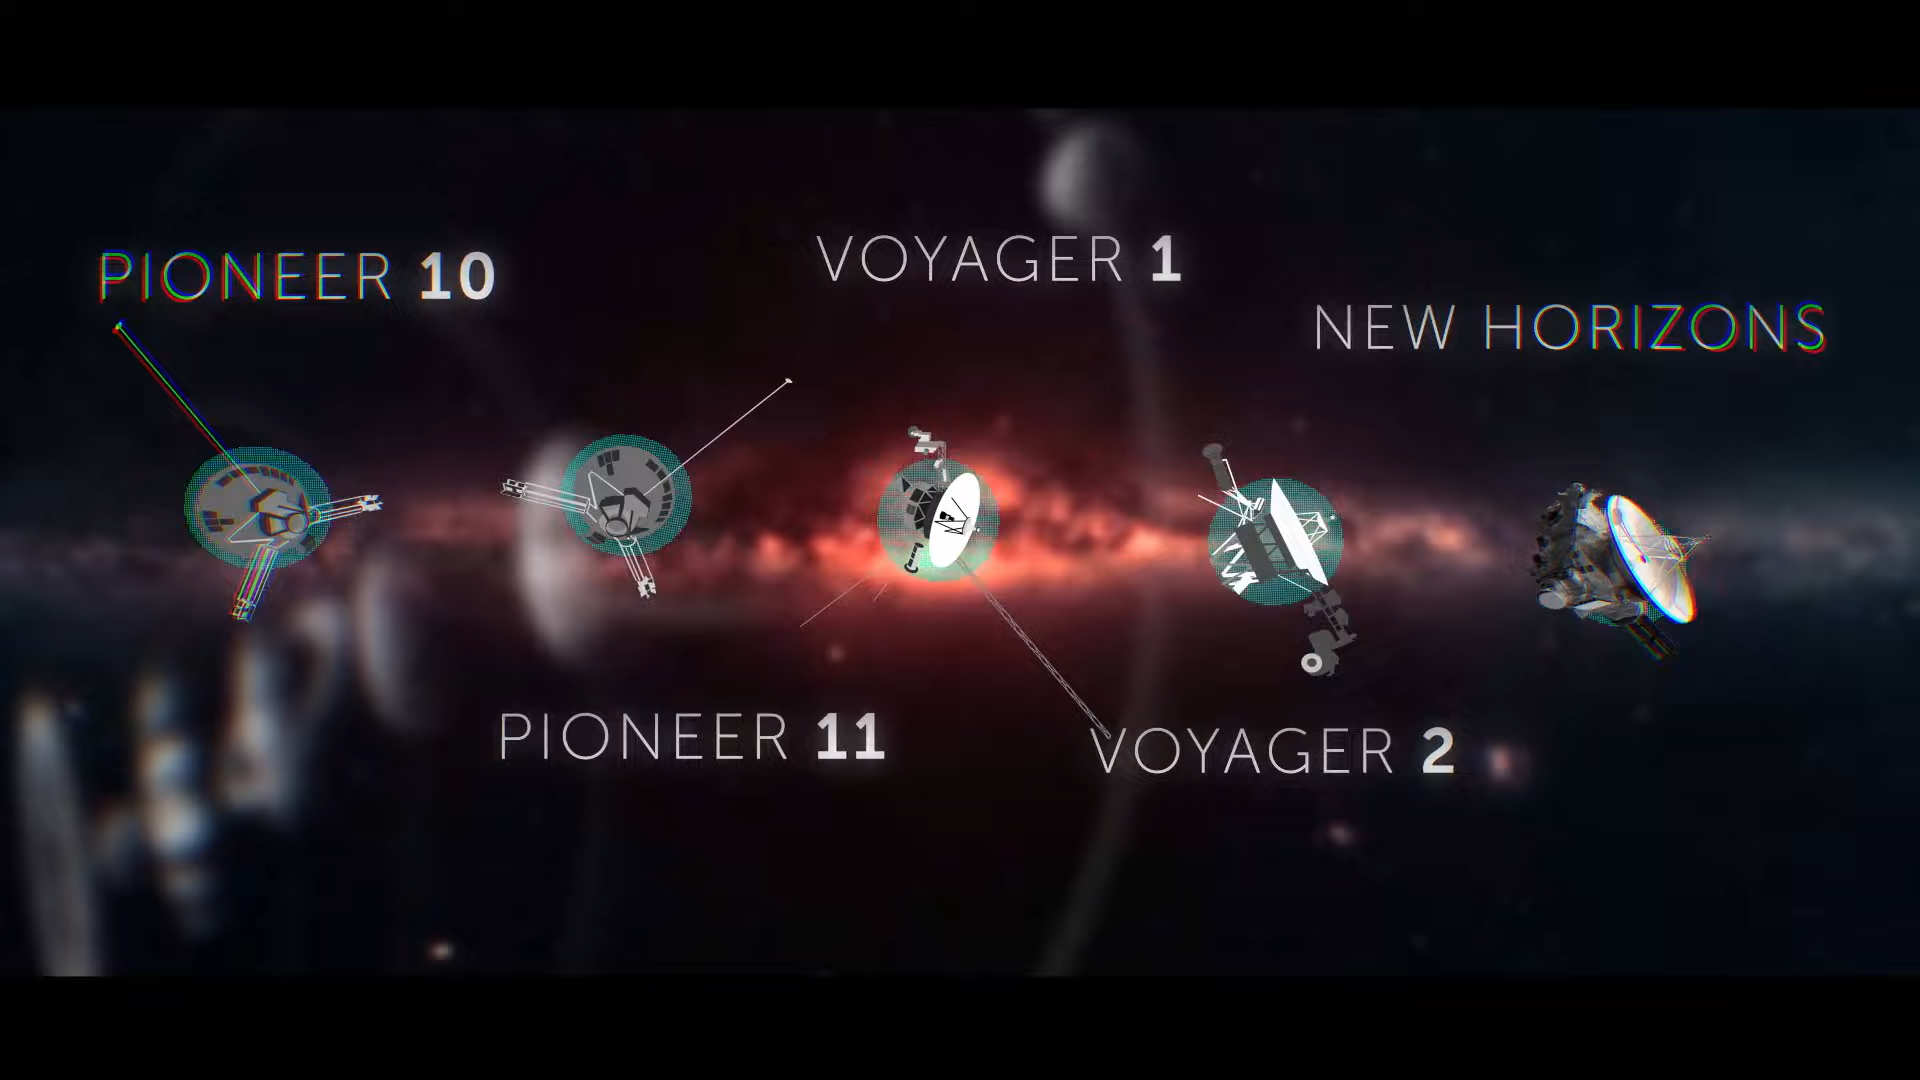 PIONEER 10
PIONEER 11
VOYAGER 1
VOYAGER 2
NEW HORIZONS